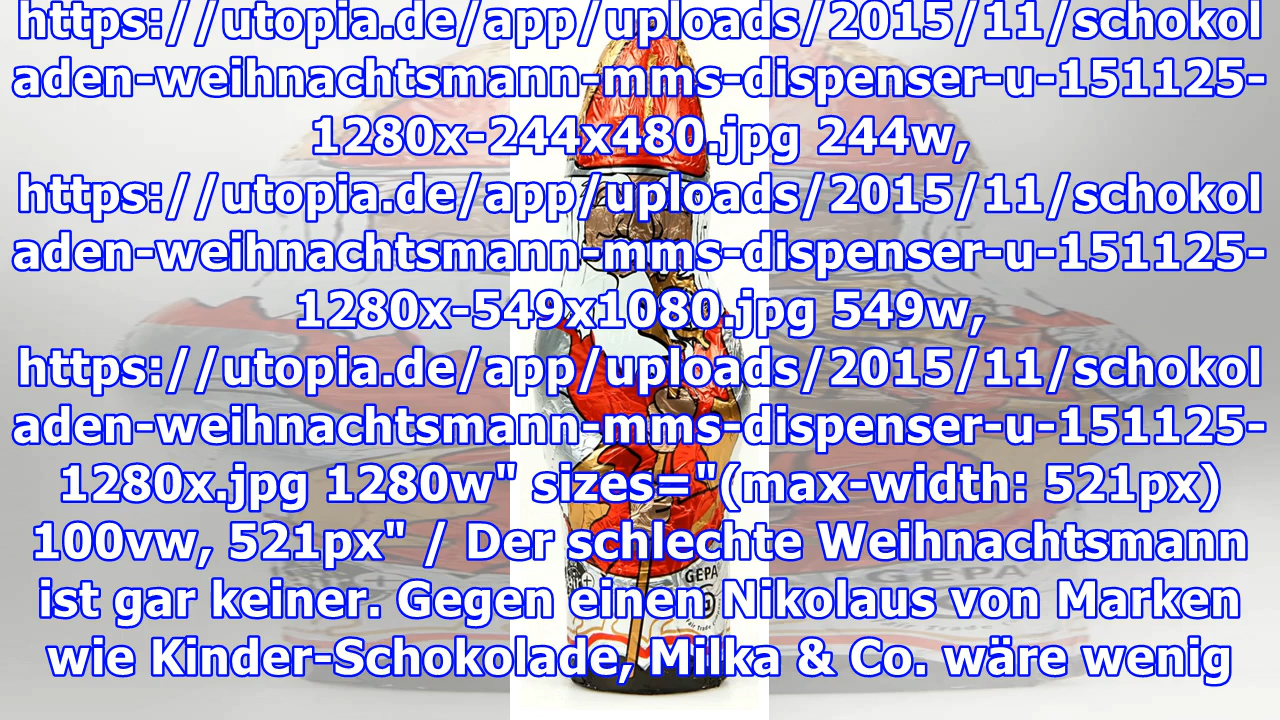 https://utopia.de/app/uploads/2015/11/schokol
aden-weihnachtsmann-mms-dispenser-u-151125-
1280x-244x480.jpg 244w,
https://utopia.de/app/uploads/2015/11/schokol
aden-weihnachtsmann-mms-dispenser-u-151125-
1280x-549x1080.jpg 549w,
https://utopia.de/app/uploads/2015/11/schokol
aden-weihnachtsmann-mms-dispenser-u-151125-
1280x.jpg 1280w" sizes="(max-width: 521px)
100vw, 521px" / Der schlechte Weihnachtsmann
GEPA
ist gar keiner. Gegen einen Nikolaus von Marken
wie Kinder-Schokolade, Milka & Co. wäre wenig